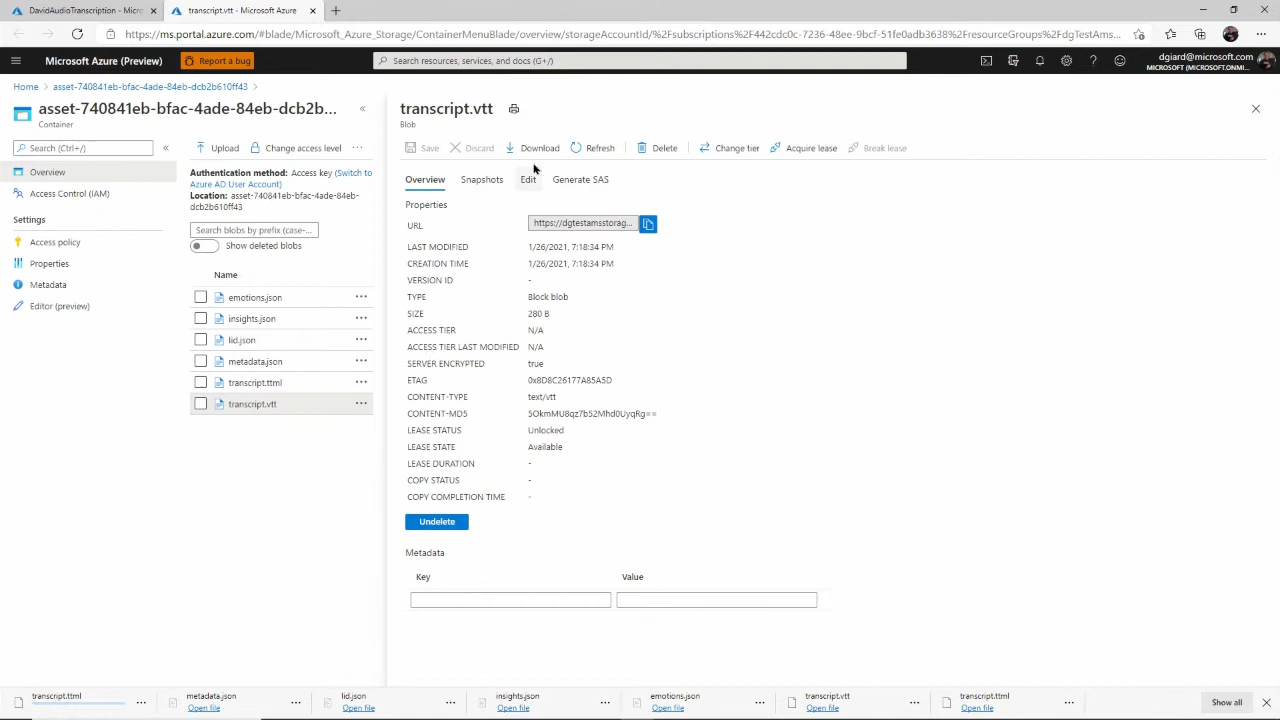 DavidAudioTranscription - Micros
transcript.vtt - Microsoft Azure
https://ms.portal.azure.com/#blade/Microsoft_Azure_Storage/ContainerMenuBlade/overview/storageAccountId/%2Fsubscriptions%2F442cdc0c-7236-48ee-9bcf-51fe0adb3638%2FresourceGroups%2FdgTestAms...
Microsoft Azure (Preview)
Report a bug
Search resources, services, and docs (G+/)
dgiard@microsoft.com
MICROSOFT (MICROSOFT.ONMI...
Home > asset-740841eb-bfac-4ade-84eb-dcb2b610ff43 >
asset-740841eb-bfac-4ade-84eb-dcb2b...
Container
Search (Ctrl+/)
Overview
Access Control (IAM)
Settings
Access policy
Properties
Metadata
Editor (preview)
Upload
Change access level
Authentication method: Access key (Switch to
Azure AD User Account)
Location: asset-740841eb-bfac-4ade-84eb-
dcb2b610ff43
Search blobs by prefix (case-...
Show deleted blobs
Name
emotions.json
insights.json
lid.json
metadata.json
transcript.ttml
transcript.vtt
transcript.vtt
Blob
Save
Discard
Download
Refresh
Delete
Change tier
Acquire lease
Break lease
Overview
Snapshots
Edit
Generate SAS
Properties
URL https://dgtestamsstorag...
LAST MODIFIED 1/26/2021, 7:18:34 PM
CREATION TIME 1/26/2021, 7:18:34 PM
VERSION ID -
TYPE Block blob
SIZE 280 B
ACCESS TIER N/A
ACCESS TIER LAST MODIFIED N/A
SERVER ENCRYPTED true
ETAG 0x8D8C26177A85A5D
CONTENT-TYPE text/vtt
CONTENT-MD5 5OkmMU8qz7b52Mhd0UyqRg==
LEASE STATUS Unlocked
LEASE STATE Available
LEASE DURATION -
COPY STATUS -
COPY COMPLETION TIME -
Undelete
Metadata
Key Value
transcript.ttml
metadata.json
Open file
lid.json
Open file
insights.json
Open file
emotions.json
Open file
transcript.vtt
Open file
transcript.ttml
Open file
Show all